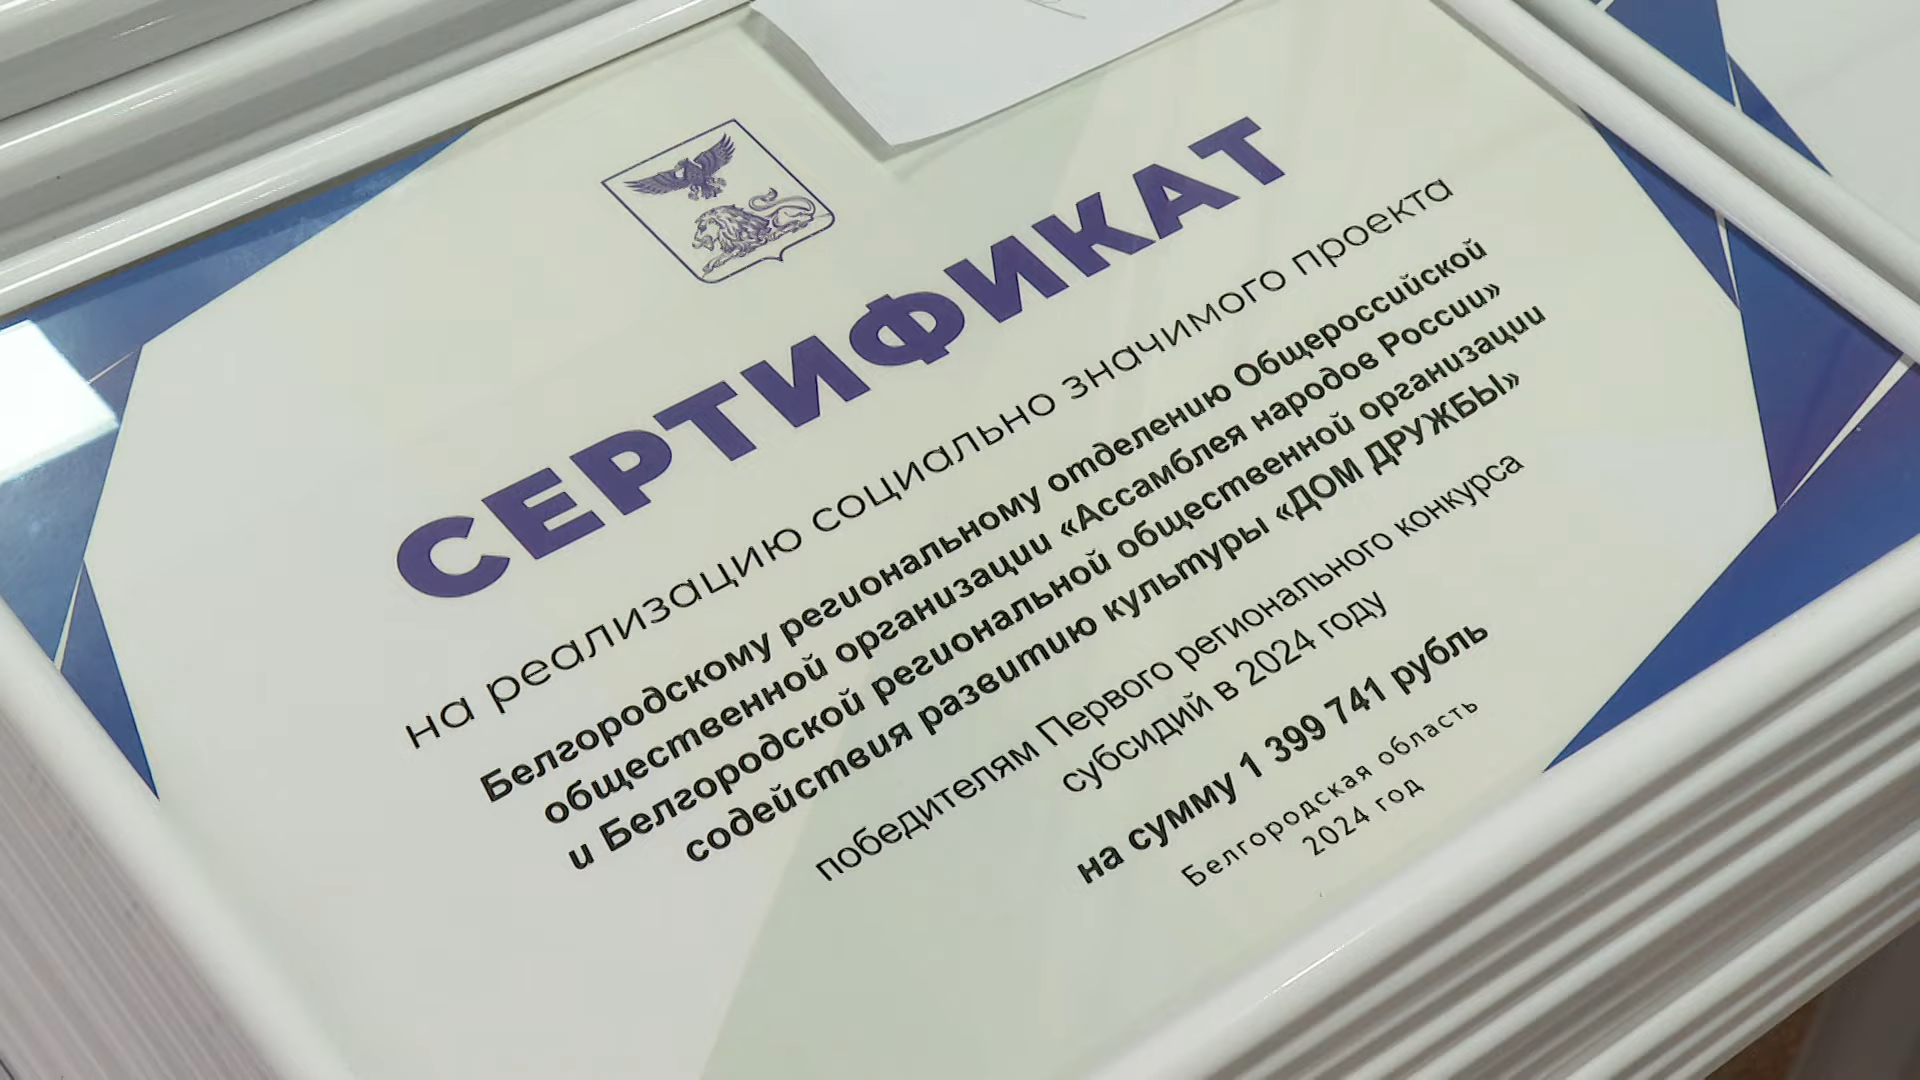 СЕРТИФИКАТ
на реализацию социально значимого проекта
Белгородскому региональному отделению Общероссийской
общественной организации «Ассамблея народов России»
и Белгородской региональной общественной организации
содействия развитию культуры «ДОМ ДРУЖБЫ»
победителям Первого регионального конкурса
субсидий в 2024 году
на сумму 1 399 741 рубль
Белгородская область
2024 год